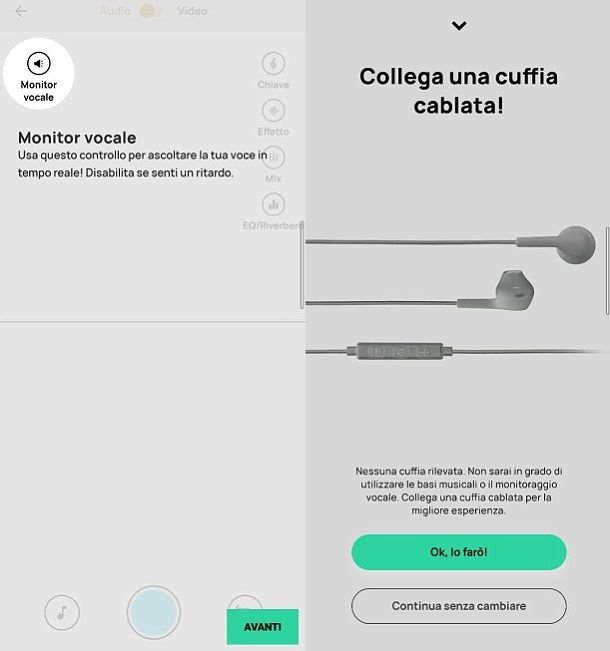 Audio
Video
Monitor
vocale
Chiave
Effetto
Monitor vocale
Usa questo controllo per ascoltare la tua voce in
tempo reale! Disabilita se senti un ritardo.
Mix
EQ/Riverbero
AVANTI
Collega una cuffia
cablata!
Nessuna cuffia rilevata. Non sarai in grado di
utilizzare le basi musicali o il monitoraggio
vocale. Collega una cuffia cablata per la
migliore esperienza.
Ok, lo farò!
Continua senza cambiare